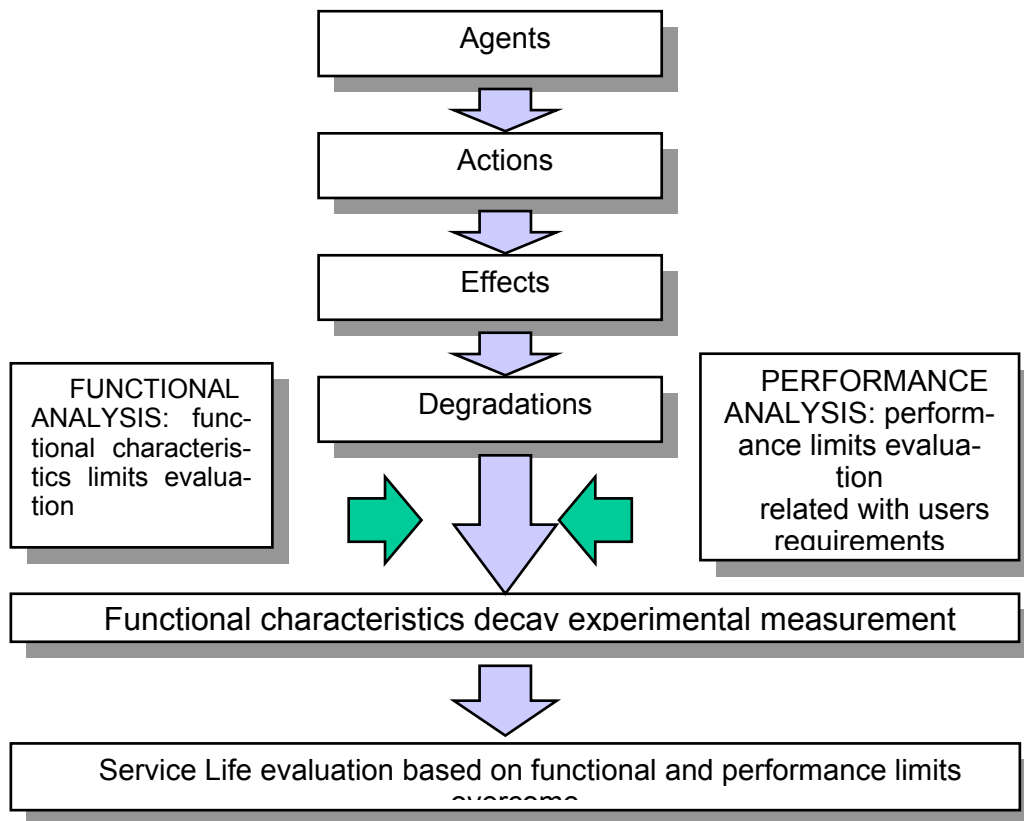 Agents
Actions
Effects
Degradations
FUNCTIONAL
ANALYSIS: func-
tional characteris-
tics limits evalua-
tion
PERFORMANCE
ANALYSIS: perform-
ance limits evalua-
tion
related with users
requirements
Functional characteristics decay experimental measurement
Service Life evaluation based on functional and performance limits
overcome